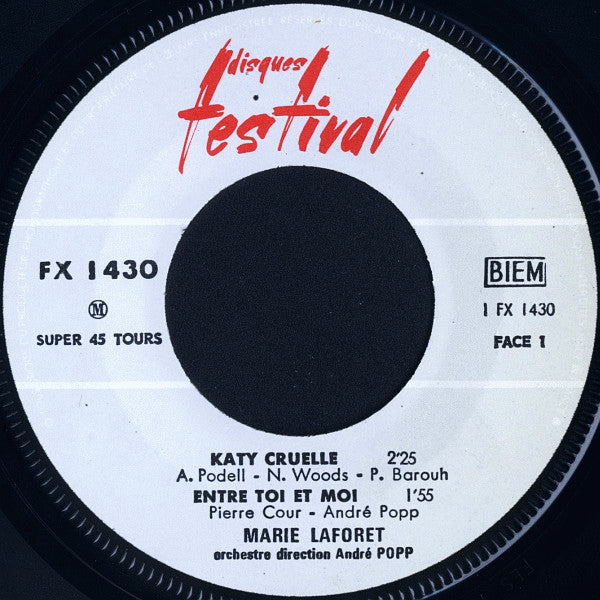 disques
festival
FX 1430
M
SUPER 45 TOURS
BIEM
1 FX 1430
FACE 1
KATY CRUELLE 2'25
A. Podell - N. Woods - P. Barouh
ENTRE TOI ET MOI 1'55
Pierre Cour - André Popp
MARIE LAFORET
orchestre direction André POPP